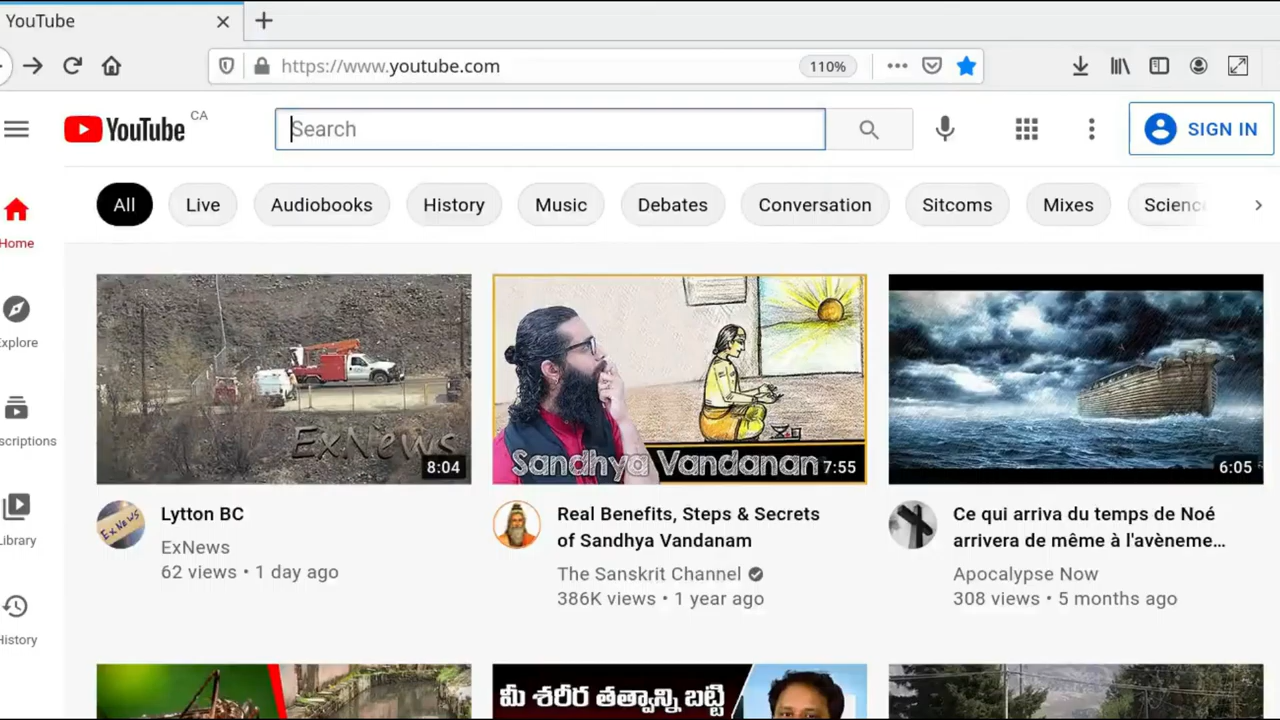 YouTube
https://www.youtube.com
110%
YouTube CA
Search
SIGN IN
All
Live
Audiobooks
History
Music
Debates
Conversation
Sitcoms
Mixes
Home
Explore
Library
History
ExNews
8:04
Sandhya Vandanam
7:55
6:05
Ex News
Lytton BC
ExNews
62 views • 1 day ago
Real Benefits, Steps & Secrets
of Sandhya Vandanam
The Sanskrit Channel
386K views • 1 year ago
Ce qui arriva du temps de Noé
arrivera de même à l'avèneme…
Apocalypse Now
308 views • 5 months ago
మీ శరీర తత్వాన్ని బట్టి